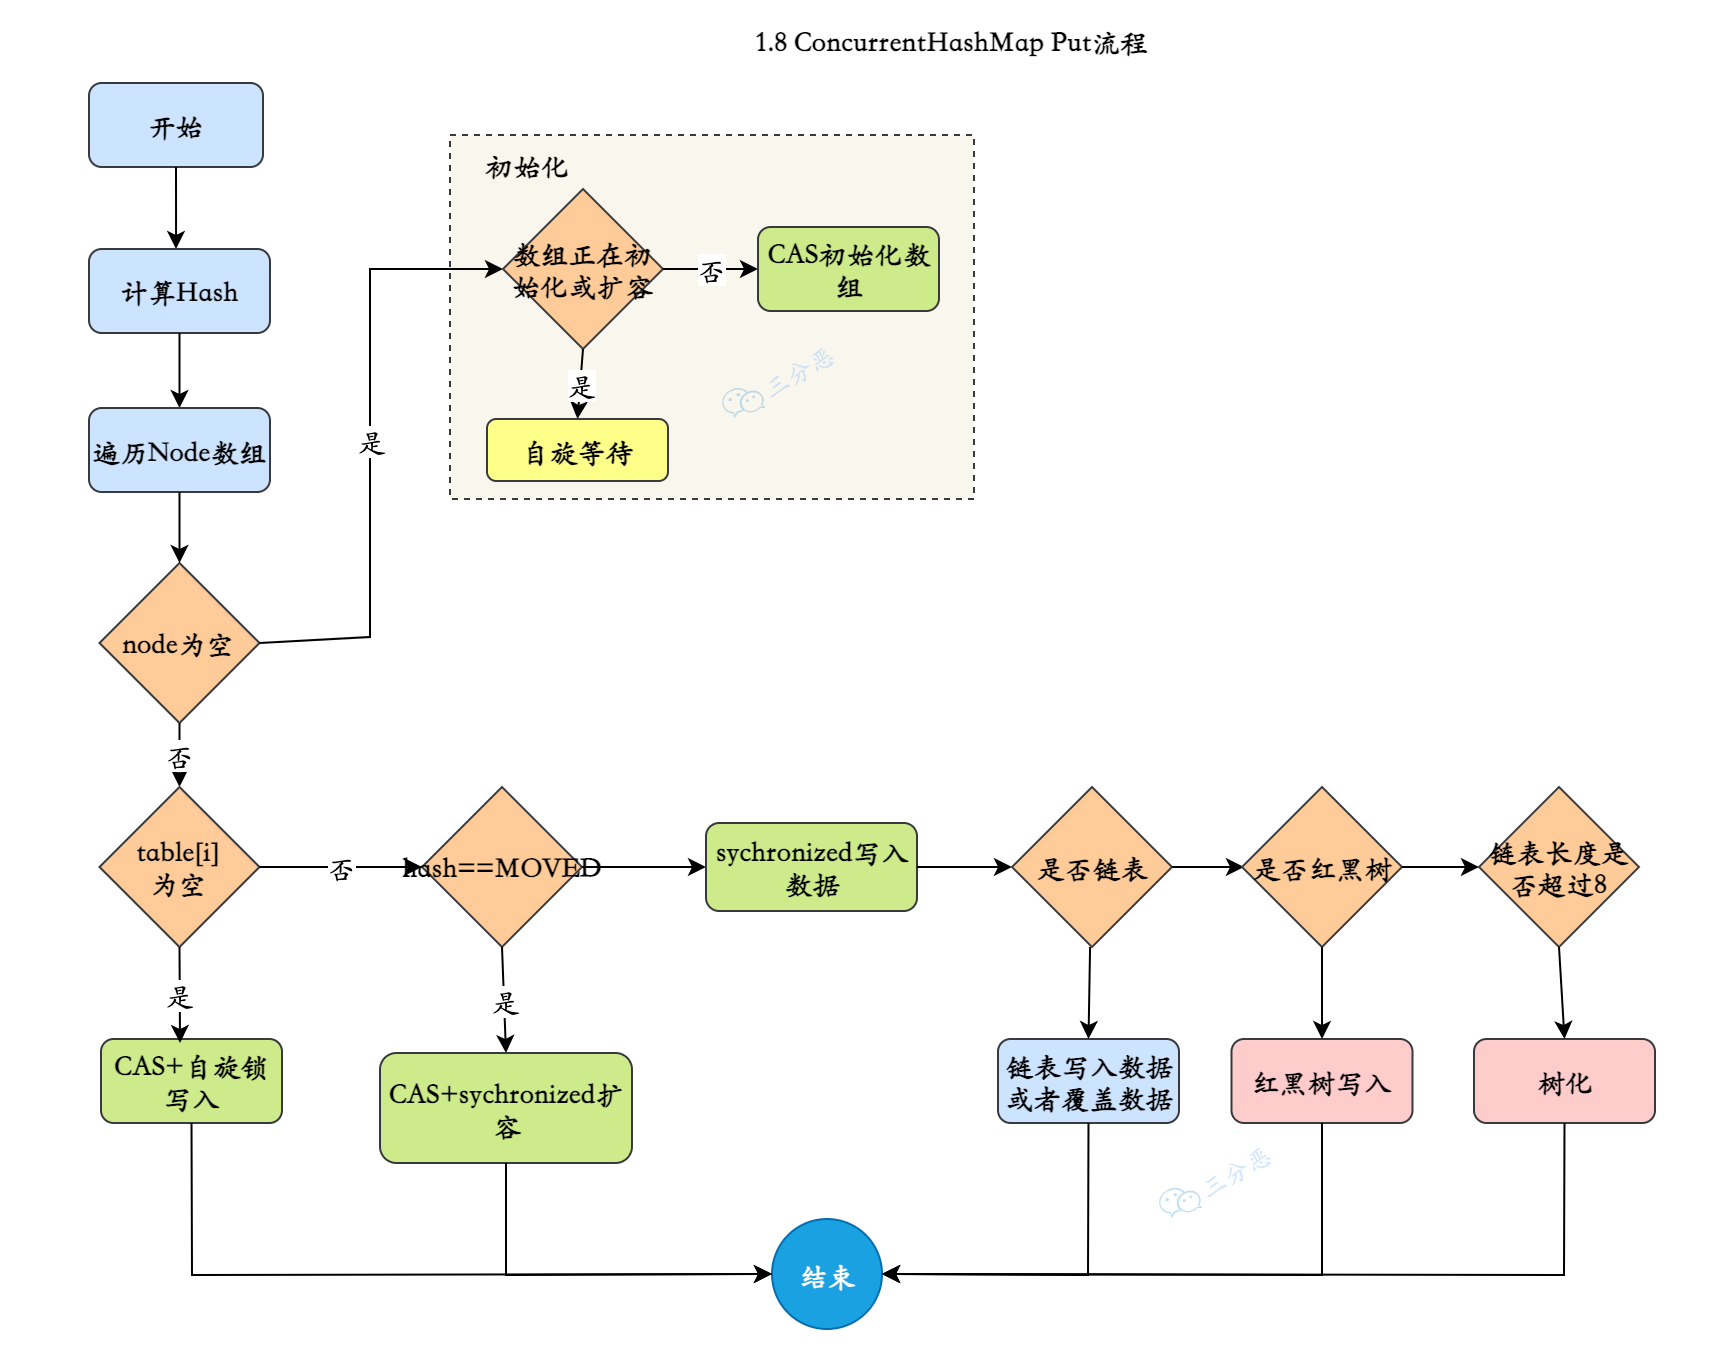 1.8 ConcurrentHashMap Put流程
开始
计算Hash
遍历Node数组
node为空
是
否
初始化
数组正在初
始化或扩容
否
CAS初始化数
组
是
自旋等待
三分恶
table[i]
为空
否
hash==MOVED
sychronized写入
数据
是否链表
是否红黑树
链表长度是
否超过8
是
是
CAS+自旋锁
写入
CAS+sychronized扩
容
链表写入数据
或者覆盖数据
红黑树写入
树化
三分恶
结束